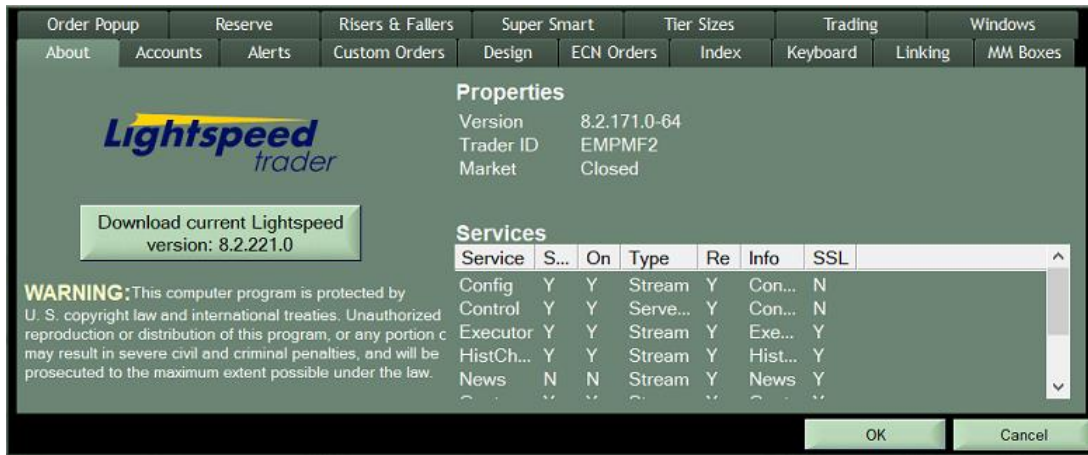 Order Popup Reserve Risers & Fallers Super Smart Tier Sizes Trading Windows
About Accounts Alerts Custom Orders Design ECN Orders Index Keyboard Linking MM Boxes
Lightspeed
trader
Download current Lightspeed
version: 8.2.221.0
WARNING: This computer program is protected by
U. S. copyright law and international treaties. Unauthorized
reproduction or distribution of this program, or any portion
may result in severe civil and criminal penalties, and will be
prosecuted to the maximum extent possible under the law.
Properties
Version 8.2.171.0-64
Trader ID EMPMF2
Market Closed
Services
Service S... On Type Re Info SSL
Config Y Y Stream Y Con... N
Control Y Y Serve... Y Con... N
Executor Y Y Stream Y Exe... Y
HistCh... Y Y Stream Y Hist... Y
News N N Stream Y News Y
OK Cancel